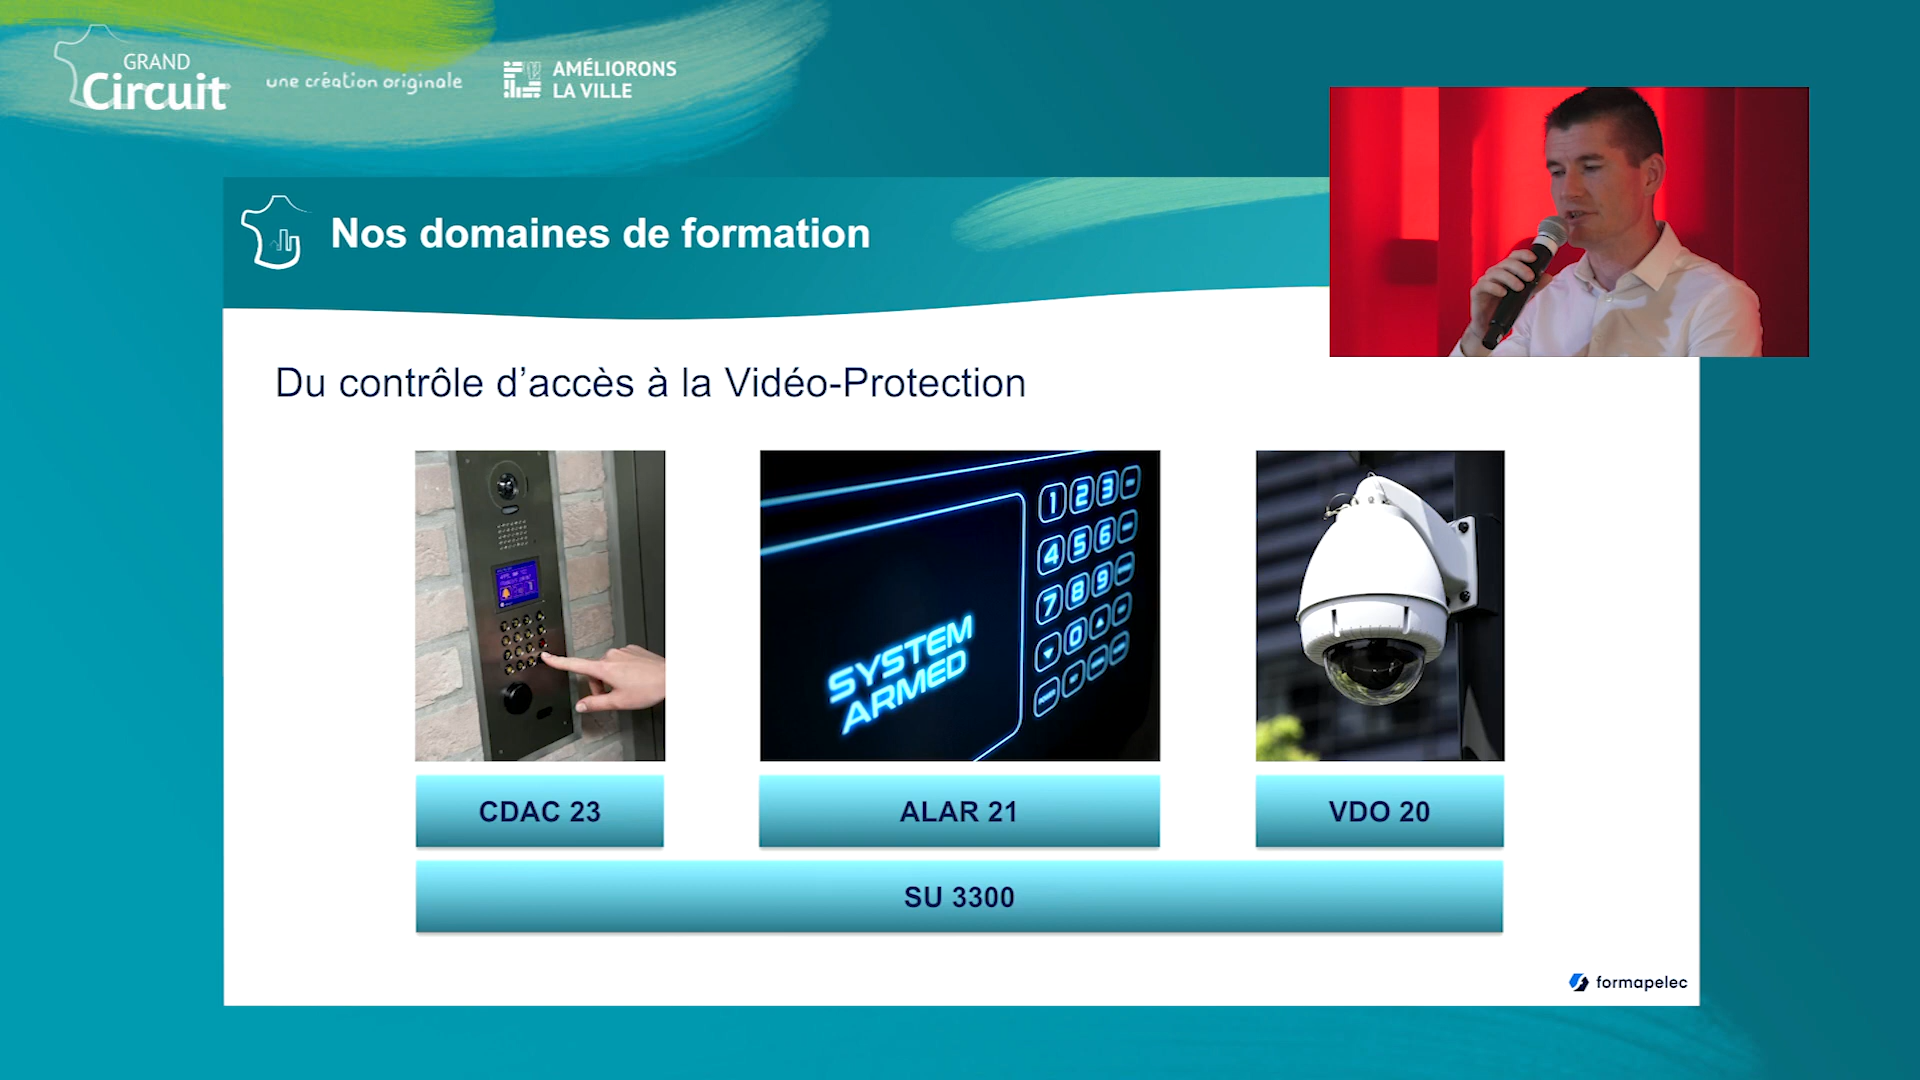 GRAND
Circuit
une création originale
AMÉLIORONS
LA VILLE
Nos domaines de formation
Du contrôle d’accès à la Vidéo-Protection
1 2 3
4 5 6
7 8 9
0
SYSTEM
ARMED
CDAC 23
ALAR 21
VDO 20
SU 3300
formapelec